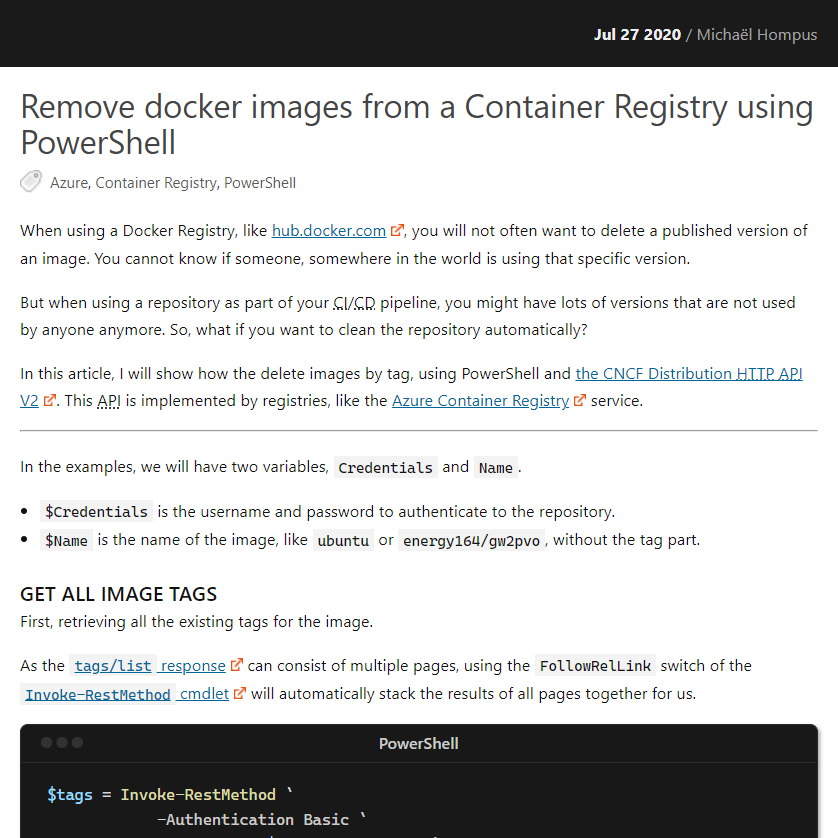 Jul 27 2020 / Michaël Hompus
Remove docker images from a Container Registry using
PowerShell
Azure, Container Registry, PowerShell
When using a Docker Registry, like hub.docker.com, you will not often want to delete a published version of
an image. You cannot know if someone, somewhere in the world is using that specific version.
But when using a repository as part of your CI/CD pipeline, you might have lots of versions that are not used
by anyone anymore. So, what if you want to clean the repository automatically?
In this article, I will show how the delete images by tag, using PowerShell and the CNCF Distribution HTTP API
V2. This API is implemented by registries, like the Azure Container Registry service.
In the examples, we will have two variables, Credentials and Name.
• $Credentials is the username and password to authenticate to the repository.
• $Name is the name of the image, like ubuntu or energy164/gw2pvo, without the tag part.
GET ALL IMAGE TAGS
First, retrieving all the existing tags for the image.
As the tags/list response can consist of multiple pages, using the FollowRelLink switch of the
Invoke-RestMethod cmdlet will automatically stack the results of all pages together for us.
PowerShell
$tags = Invoke-RestMethod `
-Authentication Basic `